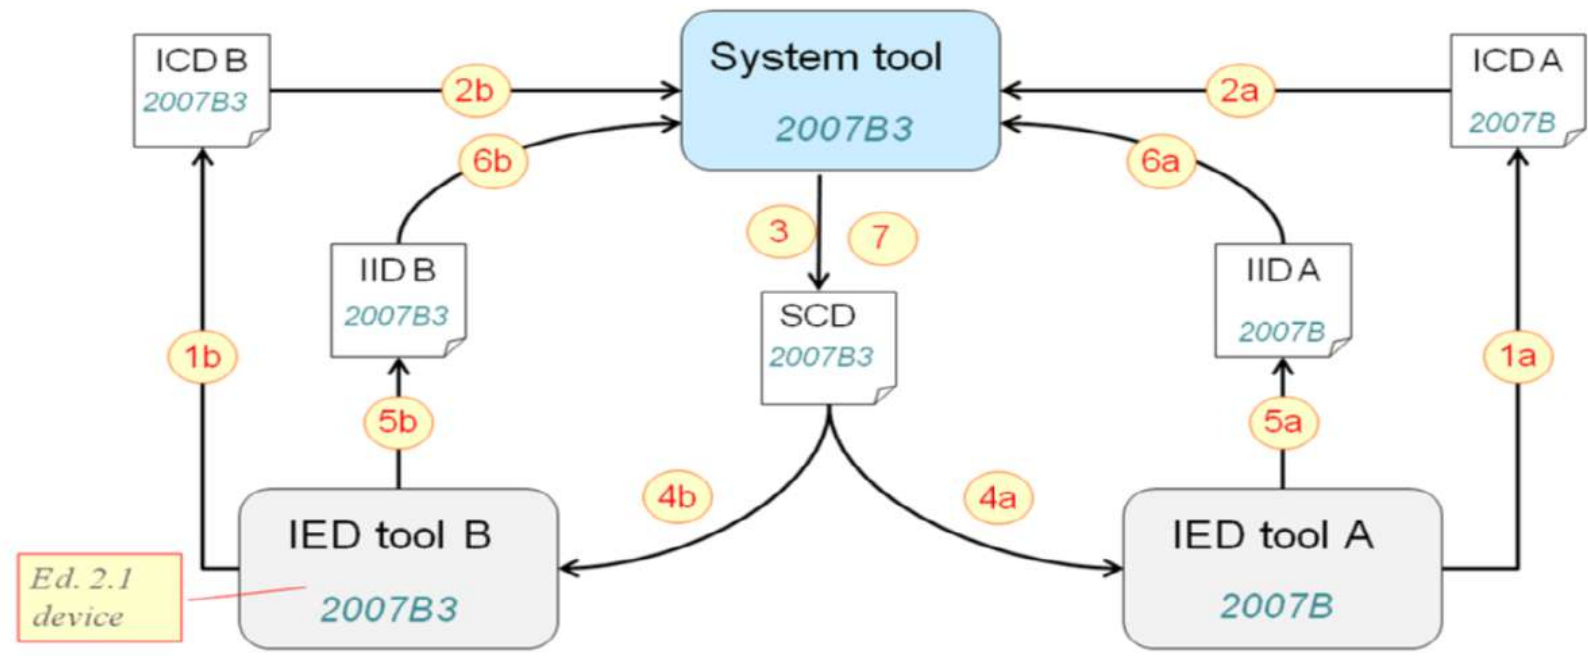 ICD B
2007B3
2b
System tool
2007B3
2a
ICD A
2007B
6b
6a
3
7
IID B
2007B3
SCD
2007B3
IID A
2007B
1b
1a
5b
5a
4b
4a
IED tool B
2007B3
IED tool A
2007B
Ed. 2.1
device